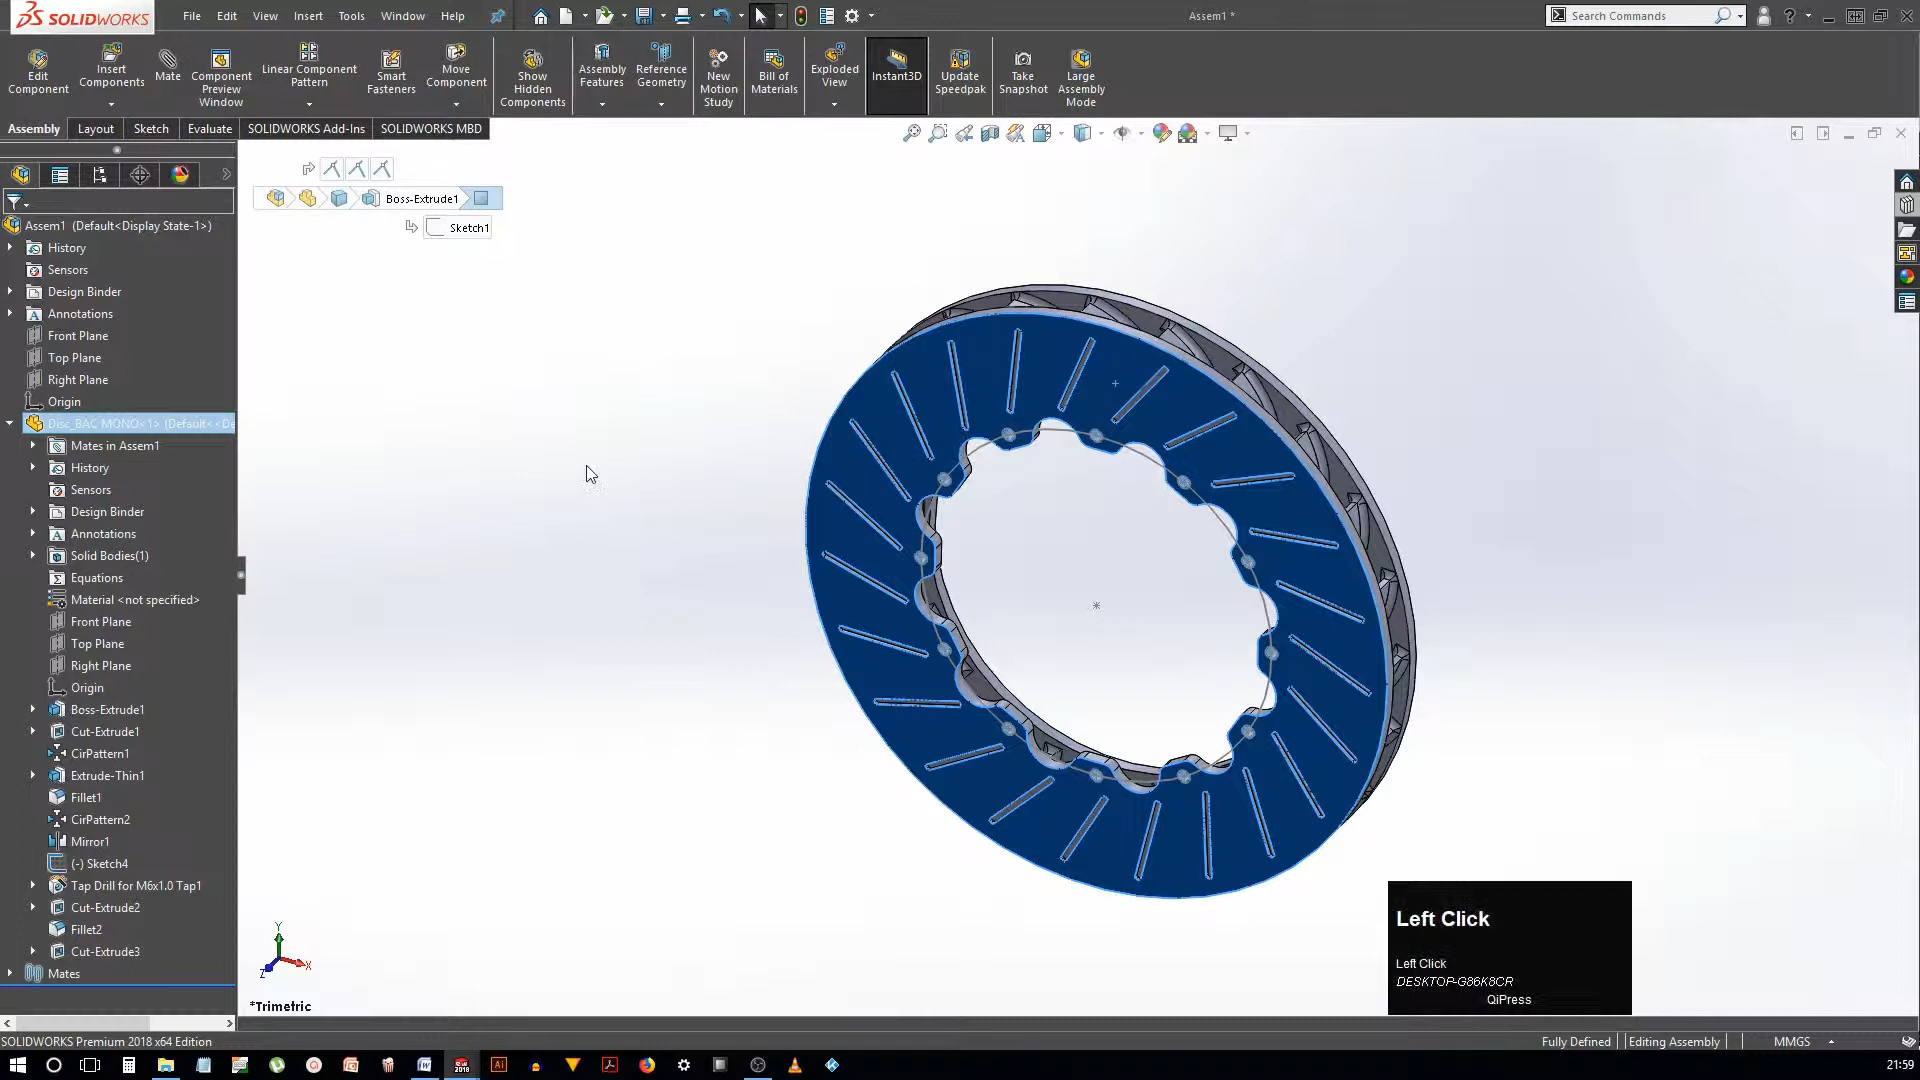 SOLIDWORKS
File Edit View Insert Tools Window Help
Assem1 *
Search Commands
Edit Component
Insert Components
Mate
Component Preview Window
Linear Component Pattern
Smart Fasteners
Move Component
Show Hidden Components
Assembly Features
Reference Geometry
New Motion Study
Bill of Materials
Exploded View
Instant3D
Update Speedpak
Take Snapshot
Large Assembly Mode
Assembly Layout Sketch Evaluate SOLIDWORKS Add-Ins SOLIDWORKS MBD
Boss-Extrude1
Sketch1
Assem1 (Default<Display State-1>)
History
Sensors
Design Binder
Annotations
Front Plane
Top Plane
Right Plane
Origin
Disc_BAC MONO<1> (Default<<De
Mates in Assem1
History
Sensors
Design Binder
Annotations
Solid Bodies(1)
Equations
Material <not specified>
Front Plane
Top Plane
Right Plane
Origin
Boss-Extrude1
Cut-Extrude1
CirPattern1
Extrude-Thin1
Fillet1
CirPattern2
Mirror1
(-) Sketch4
Tap Drill for M6x1.0 Tap1
Cut-Extrude2
Fillet2
Cut-Extrude3
Mates
Y
X
Z
*Trimetric
Left Click
Left Click
DESKTOP-G86K8CR
QiPress
SOLIDWORKS Premium 2018 x64 Edition
Fully Defined Editing Assembly MMGS
21:59